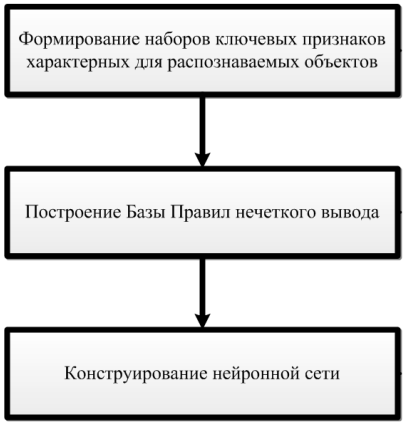 Формирование наборов ключевых признаков
характерных для распознаваемых объектов
Построение Базы Правил нечеткого вывода
Конструирование нейронной сети